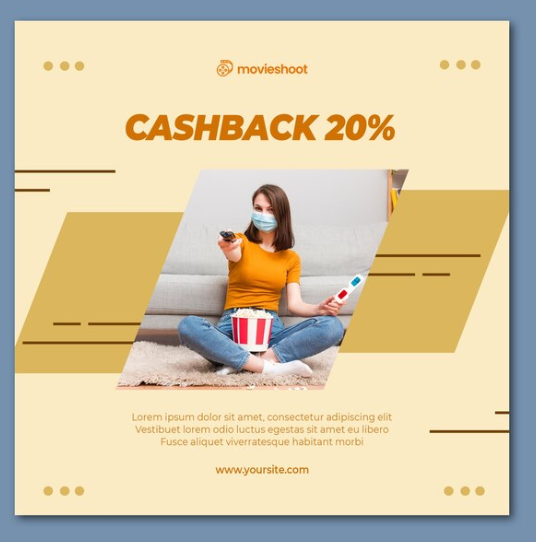 movieshoot
CASHBACK 20%
Lorem ipsum dolor sit amet, consectetur adipiscing elit
Vestibuet lorem odio luctus egestas sit amet eu libero
Fusce aliquet viverratesque habitant morbi
www.yoursite.com